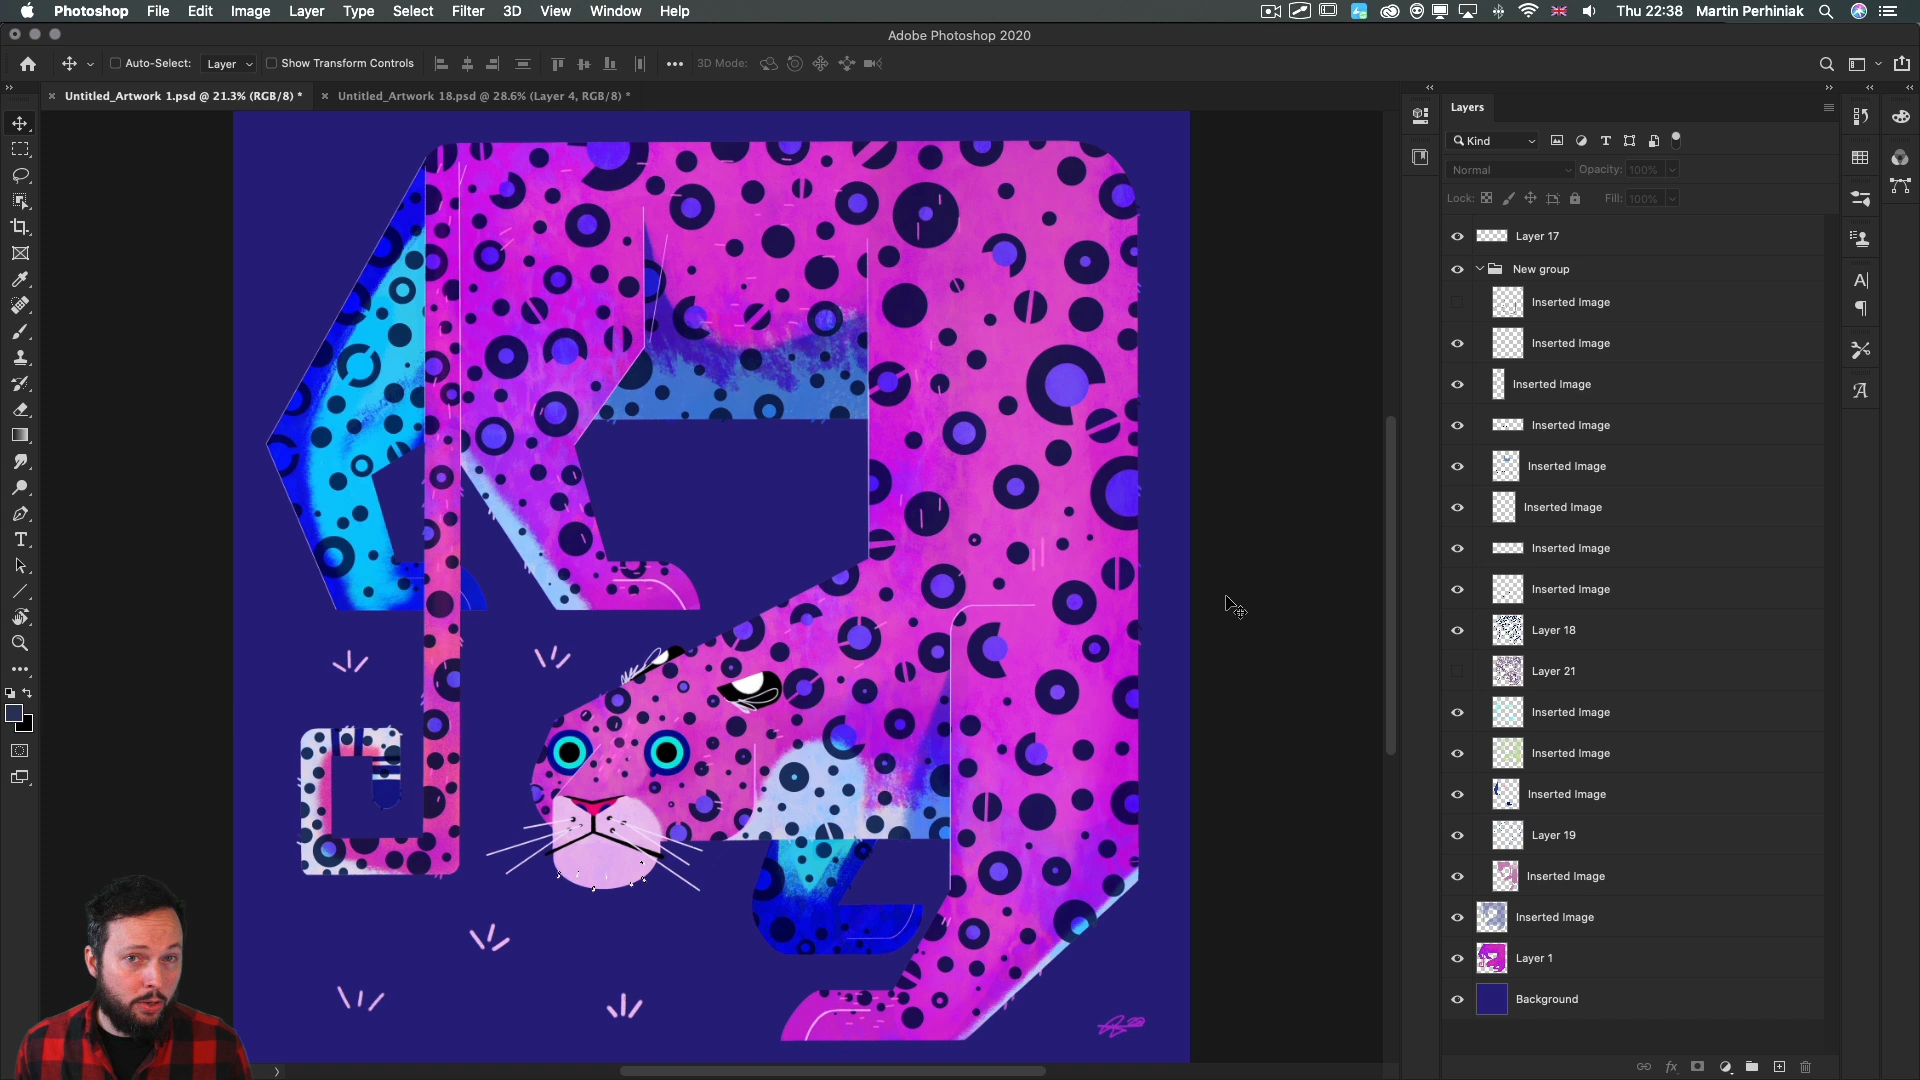 Photoshop File Edit Image Layer Type Select Filter 3D View Window Help Thu 22:38 Martin Perhiniak
Adobe Photoshop 2020
Auto-Select: Layer Show Transform Controls 3D Mode:
Untitled_Artwork 1.psd @ 21.3% (RGB/8) * Untitled_Artwork 18.psd @ 28.6% (Layer 4, RGB/8) *
Layers
Kind
Normal Opacity: 100%
Lock: Fill: 100%
Layer 17
New group
Inserted Image
Inserted Image
Inserted Image
Inserted Image
Inserted Image
Inserted Image
Inserted Image
Inserted Image
Layer 18
Layer 21
Inserted Image
Inserted Image
Inserted Image
Layer 19
Inserted Image
Inserted Image
Layer 1
Background